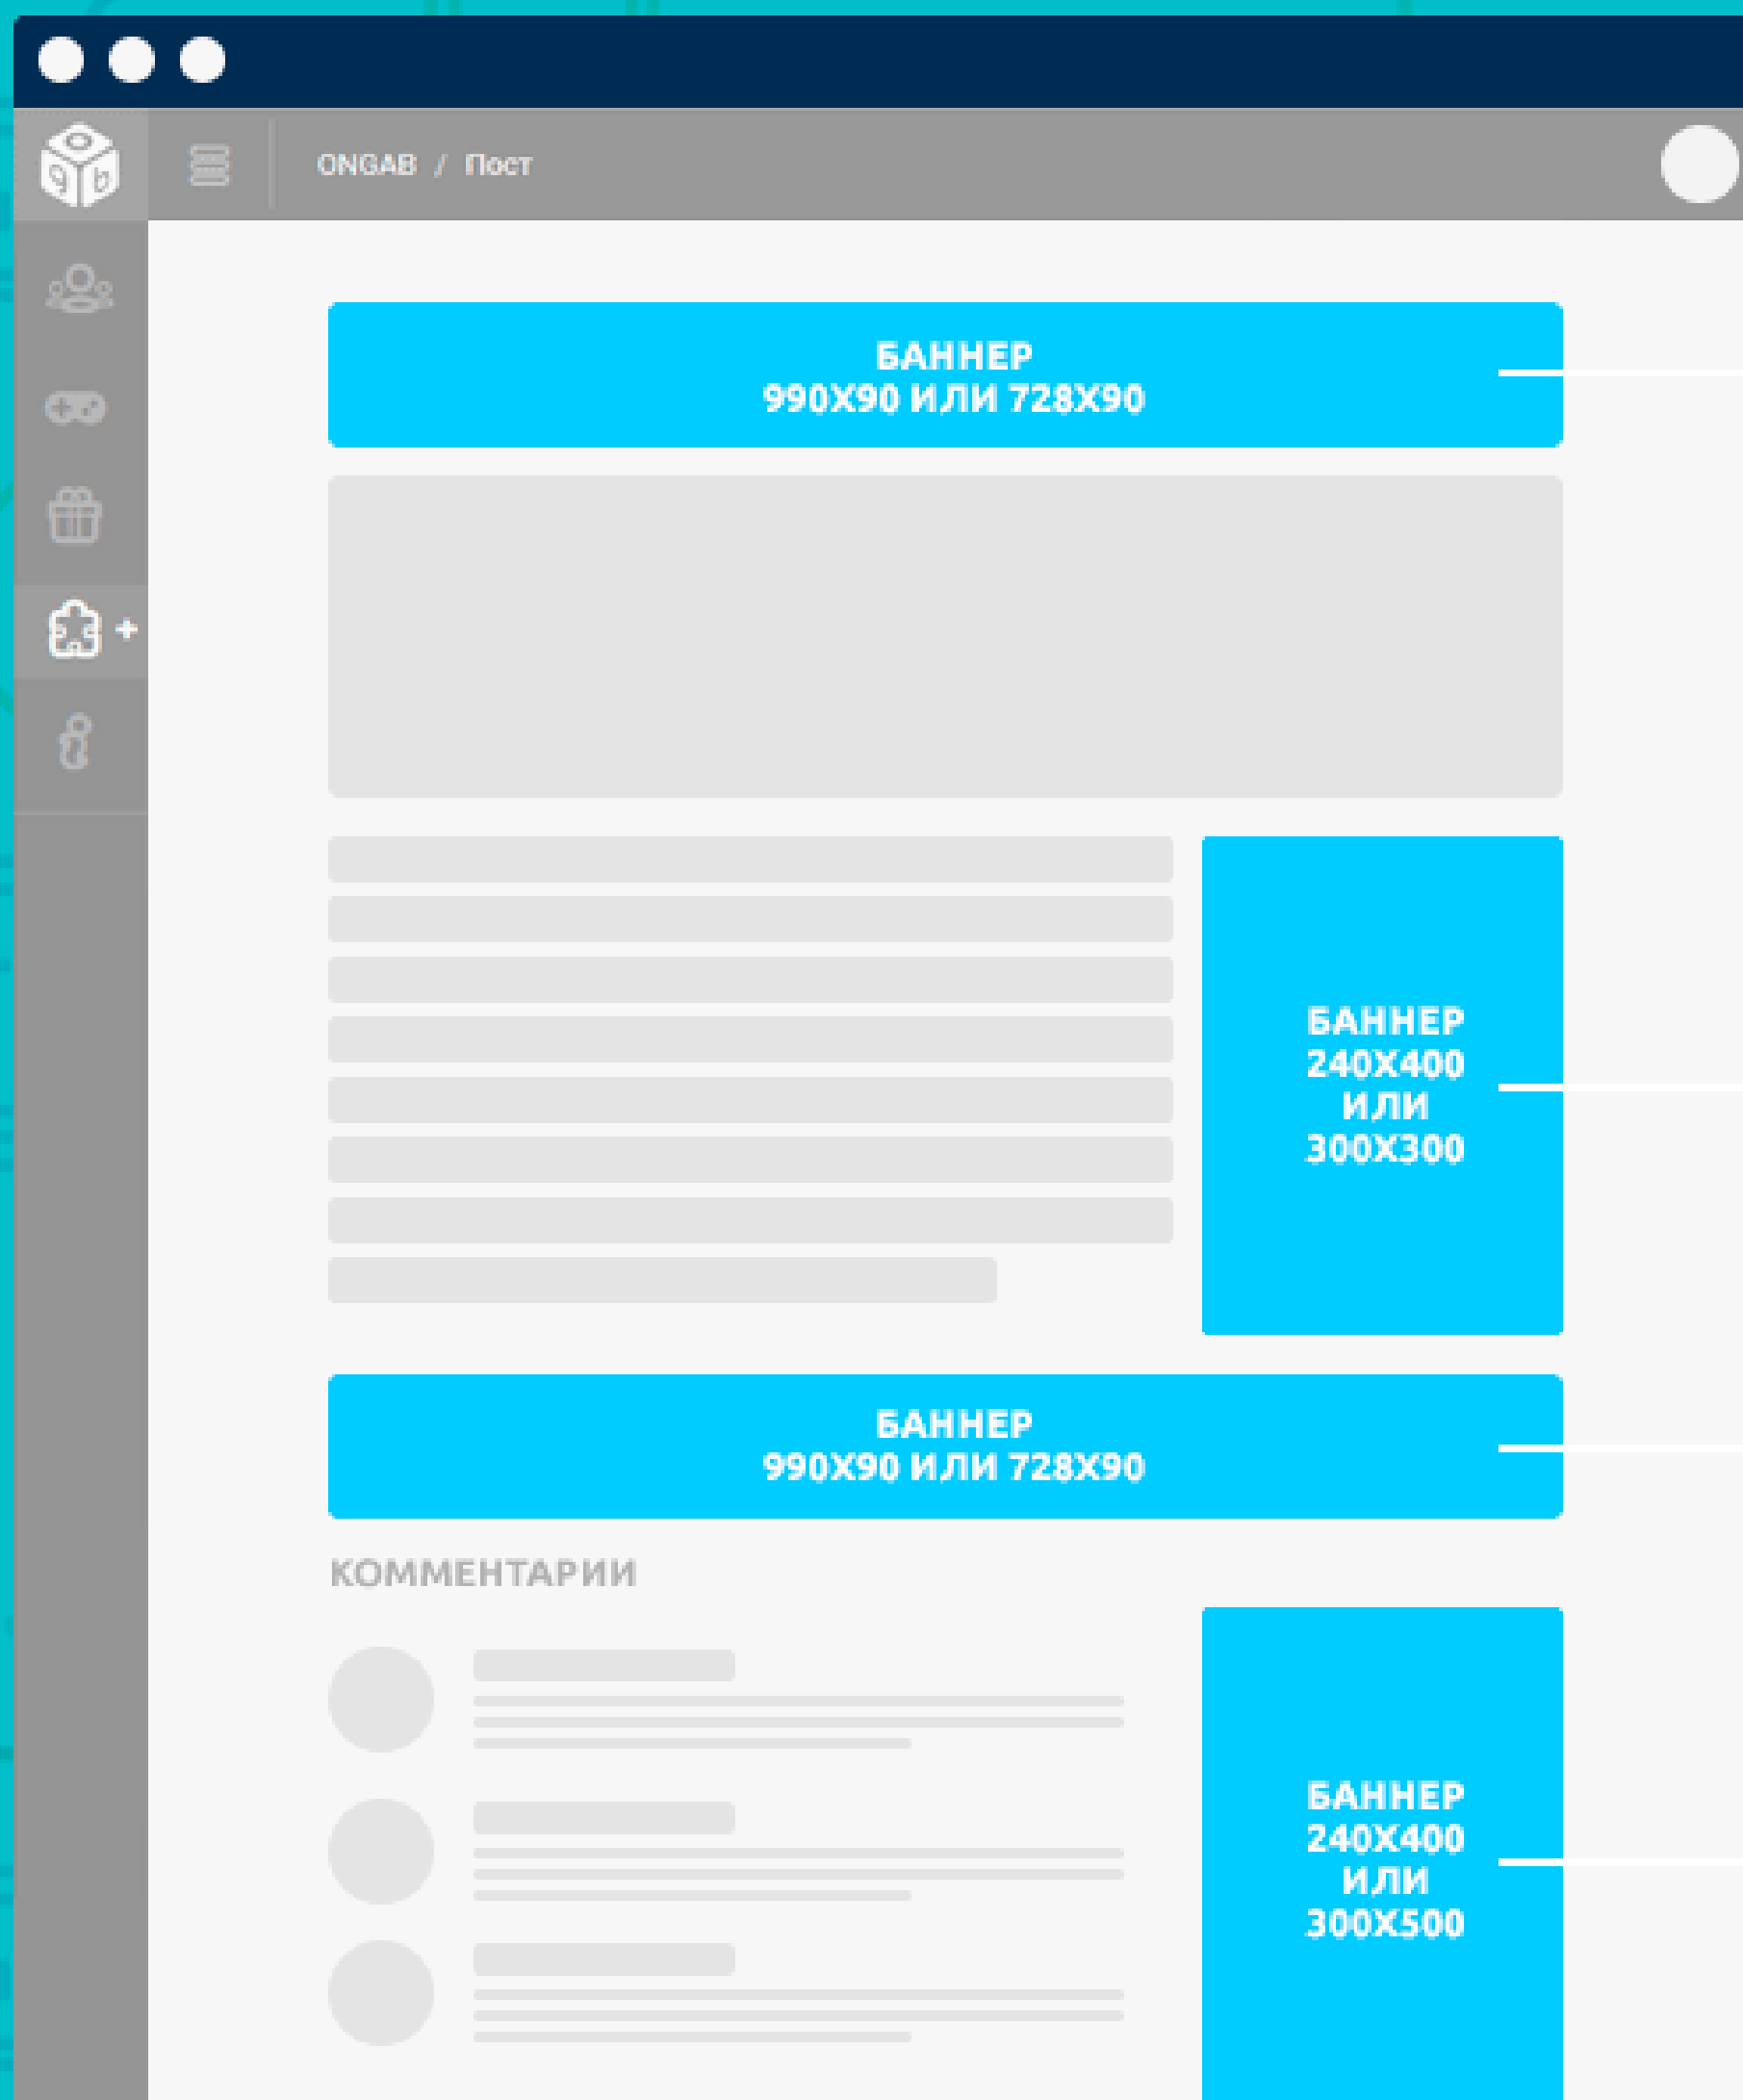 ONGAB / Пост
БАННЕР
990X90 ИЛИ 728X90
БАННЕР
240X400
ИЛИ
300X300
БАННЕР
990X90 ИЛИ 728X90
КОММЕНТАРИИ
БАННЕР
240X400
ИЛИ
300X500